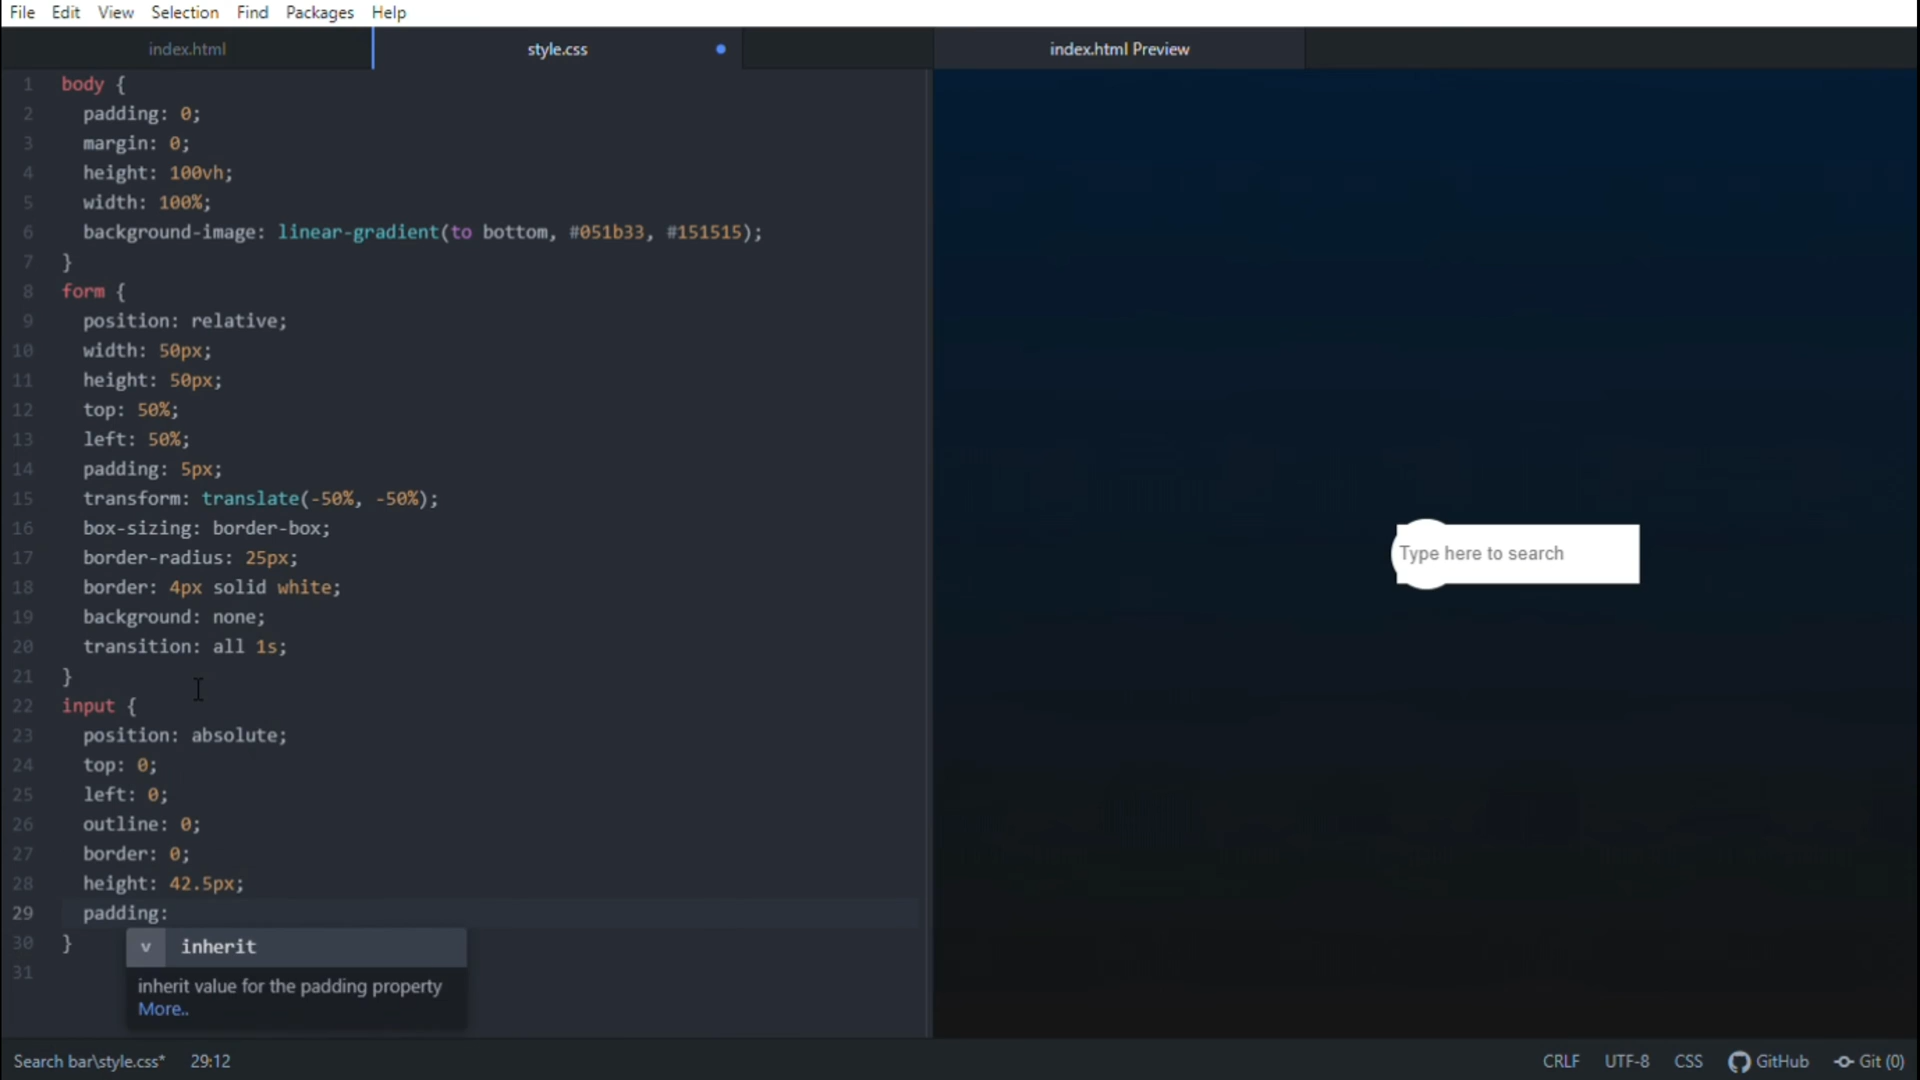 File Edit View Selection Find Packages Help
index.html style.css index.html Preview
1 body {
2 padding: 0;
3 margin: 0;
4 height: 100vh;
5 width: 100%;
6 background-image: linear-gradient(to bottom, #051b33, #151515);
7 }
8 form {
9 position: relative;
10 width: 50px;
11 height: 50px;
12 top: 50%;
13 left: 50%;
14 padding: 5px;
15 transform: translate(-50%, -50%);
16 box-sizing: border-box;
17 border-radius: 25px;
18 border: 4px solid white;
19 background: none;
20 transition: all 1s;
21 }
22 input {
23 position: absolute;
24 top: 0;
25 left: 0;
26 outline: 0;
27 border: 0;
28 height: 42.5px;
29 padding:
30 }
31
v inherit
inherit value for the padding property
More..
Type here to search
Search bar\style.css* 29:12 CRLF UTF-8 CSS GitHub Git (0)